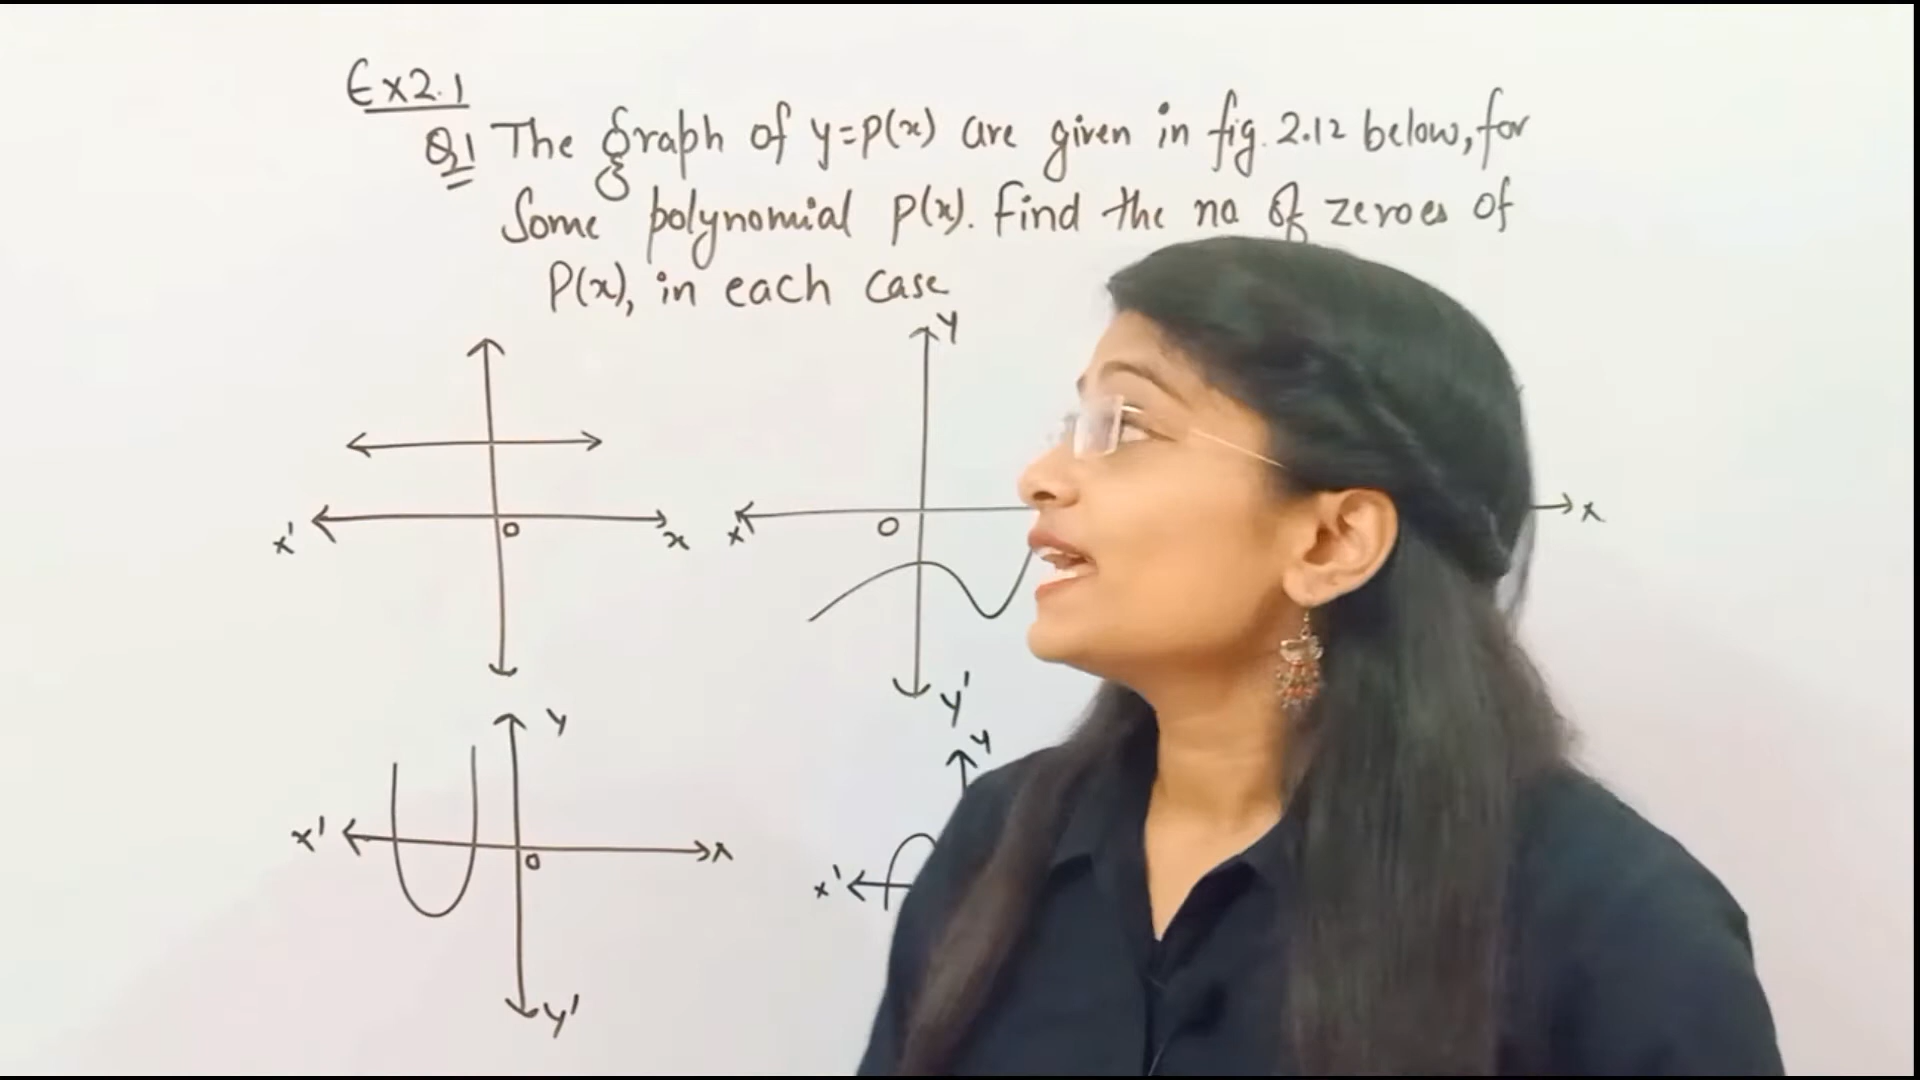 Ex2.1
Q1 The graph of y=P(x) are given in fig. 2.12 below, for
Some polynomial P(x). Find the no of zeroes of
P(x), in each case
Y
x' o x
x' o x
y'
y
y
x' o x
x'
y'